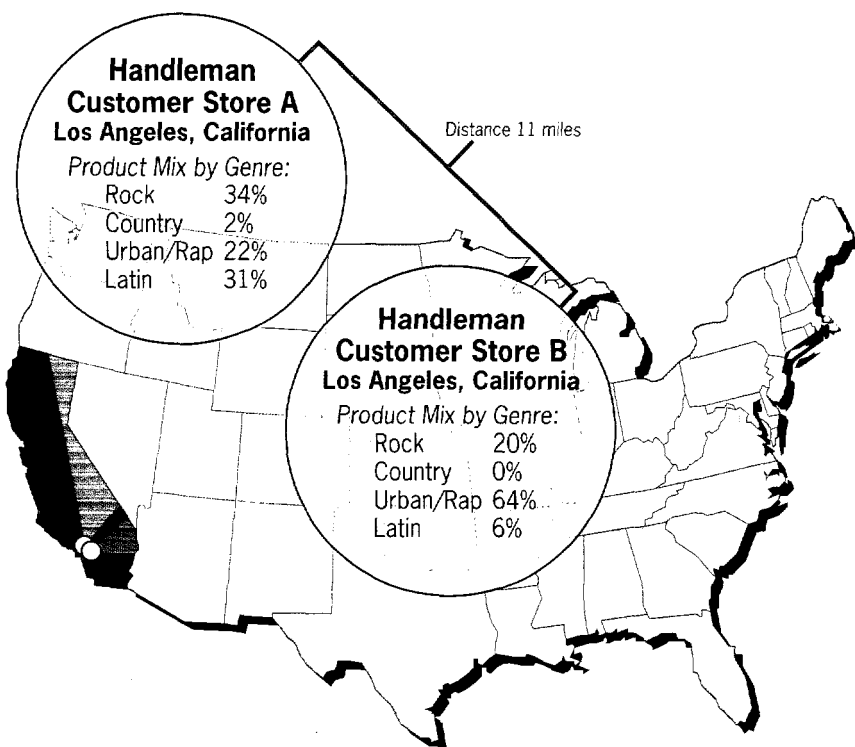 Handleman
Customer Store A
Los Angeles, California
Product Mix by Genre:
Rock 34%
Country 2%
Urban/Rap 22%
Latin 31%
Distance 11 miles
Handleman
Customer Store B
Los Angeles, California
Product Mix by Genre:
Rock 20%
Country 0%
Urban/Rap 64%
Latin 6%